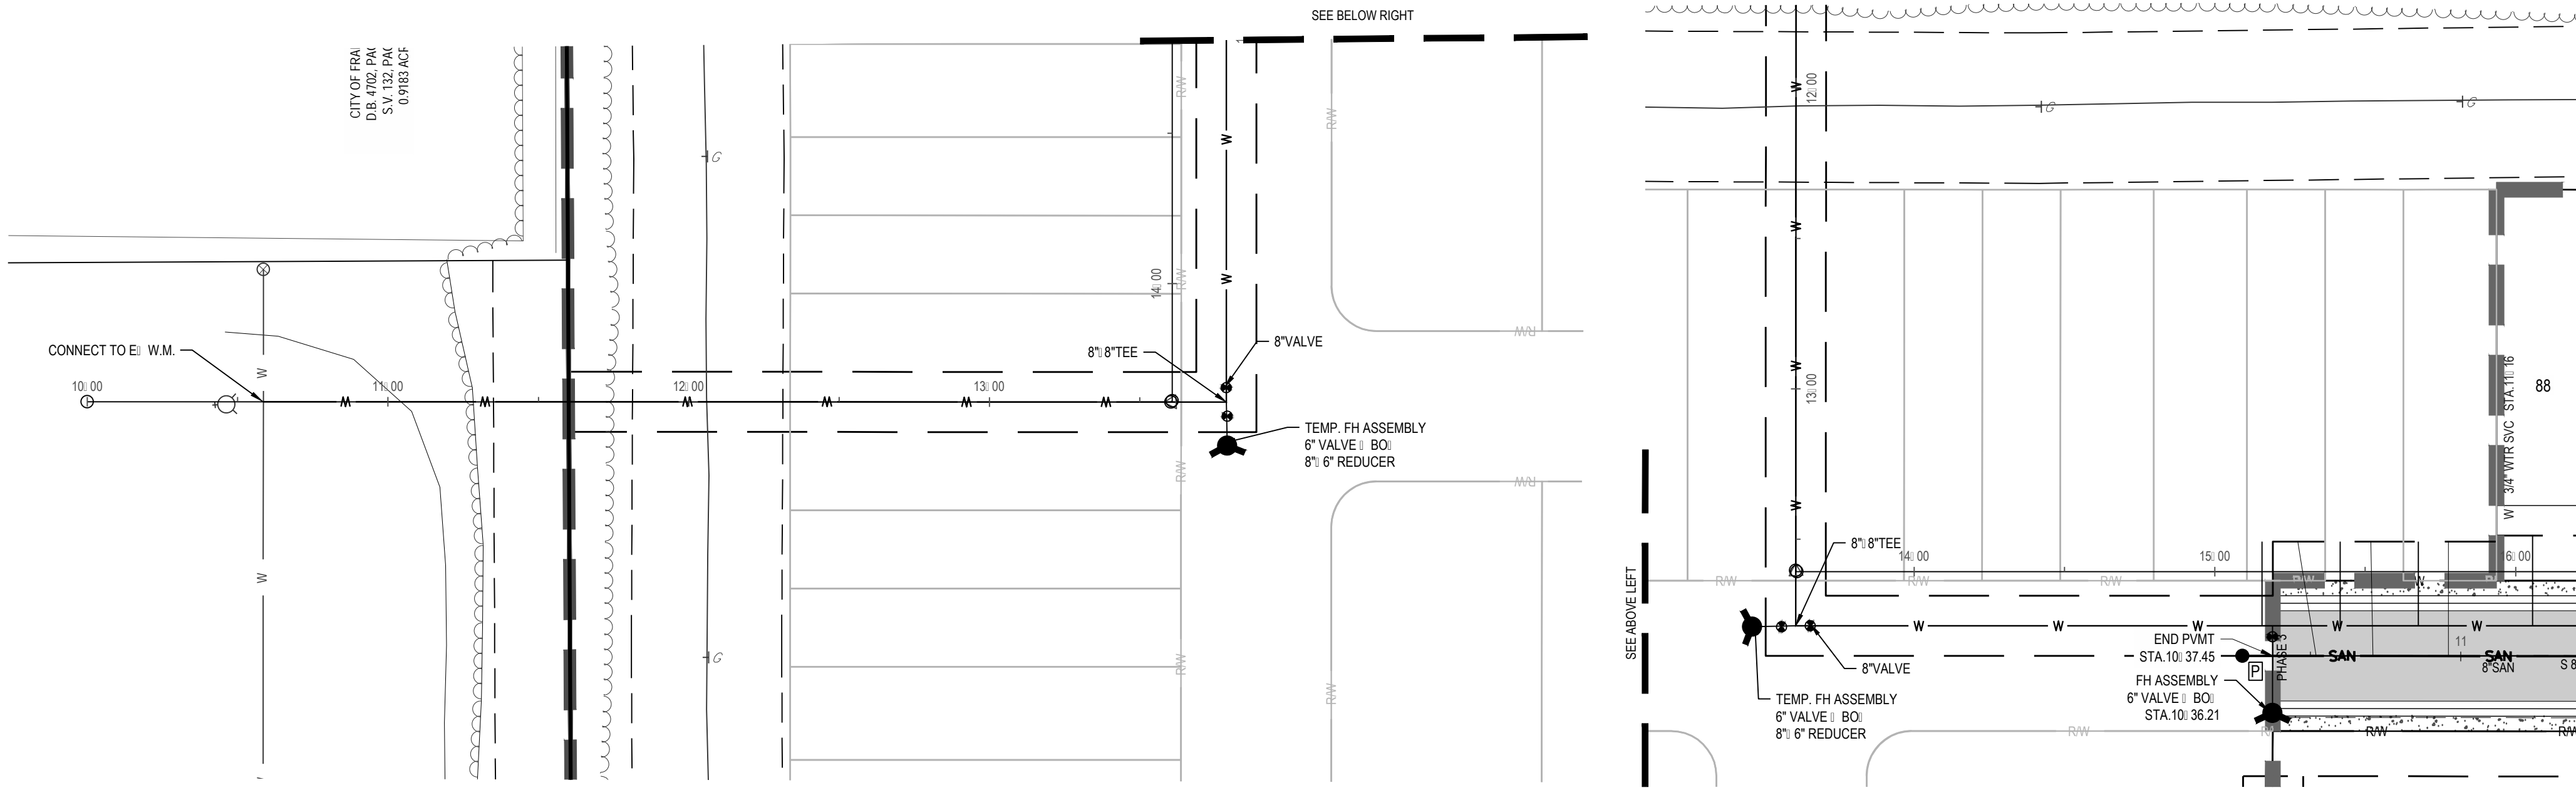 SEE BELOW RIGHT
CITY OF FRA
D.B. 4702, PA
S.V. 132, PA
0.9183 ACR
R/W
W
G
R/W
W
R/W
14▯00
W
R/W
8"VALVE
8"▯8"TEE
CONNECT TO E▯ W.M.
W
10▯00
11▯00
12▯00
13▯00
W
W
W
W
W
W
TEMP. FH ASSEMBLY
6" VALVE ▯ BO▯
8"▯ 6" REDUCER
R/W
R/W
W
G
R/W
R/W
W
12▯00
G
G
W
W
13▯00
88
3/4" WTR SVC STA.11▯16
W
W
W
8"▯8"TEE
14▯00
15▯00
16▯00
R/W
R/W
R/W
R/W
W
SEE ABOVE LEFT
W
W
W
W
W
END PVMT
STA.10▯37.45
PHASE 3
11
SAN
SAN
8"SAN
S 8
P
8"VALVE
FH ASSEMBLY
6" VALVE ▯ BO▯
STA.10▯36.21
TEMP. FH ASSEMBLY
6" VALVE ▯ BO▯
8"▯ 6" REDUCER
R/W
R/W
R/W